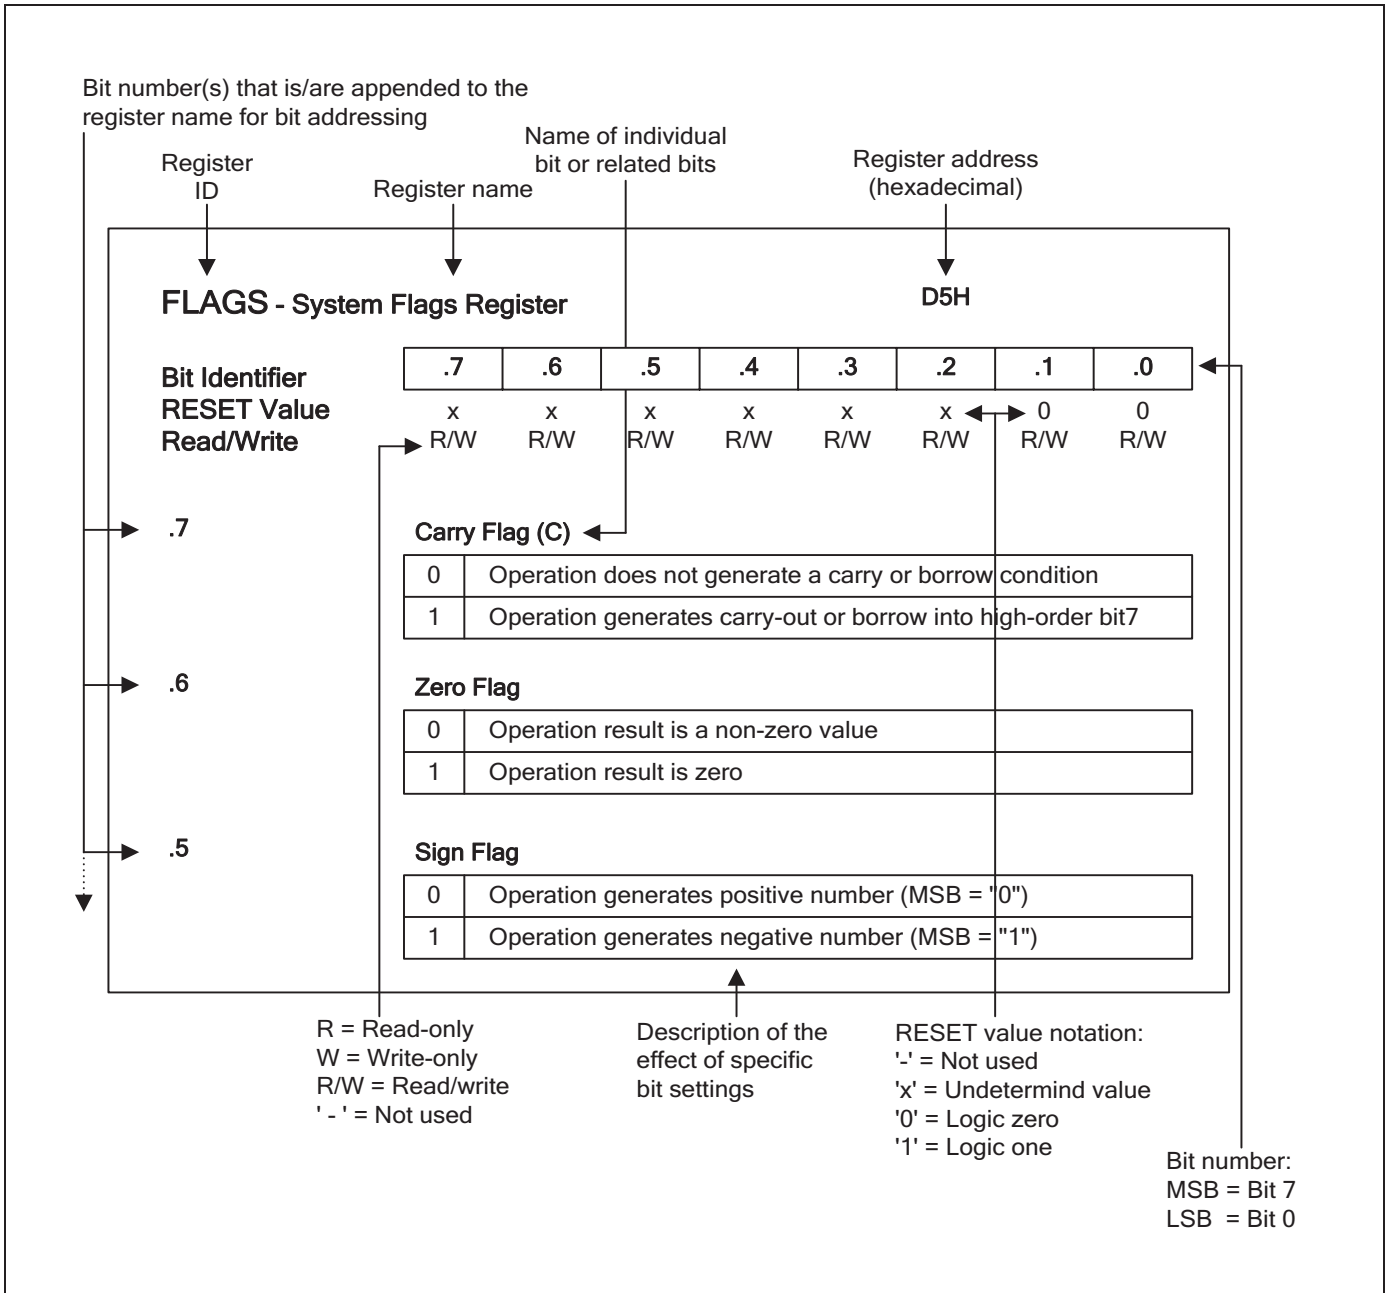 Bit number(s) that is/are appended to the
register name for bit addressing
Name of individual
bit or related bits
Register
ID
Register name
Register address
(hexadecimal)
FLAGS - System Flags Register D5H
Bit Identifier .7 .6 .5 .4 .3 .2 .1 .0
RESET Value x x x x x x 0 0
Read/Write R/W R/W R/W R/W R/W R/W R/W R/W
.7 Carry Flag (C)
0 Operation does not generate a carry or borrow condition
1 Operation generates carry-out or borrow into high-order bit7
.6 Zero Flag
0 Operation result is a non-zero value
1 Operation result is zero
.5 Sign Flag
0 Operation generates positive number (MSB = "0")
1 Operation generates negative number (MSB = "1")
R = Read-only
W = Write-only
R/W = Read/write
' - ' = Not used
Description of the
effect of specific
bit settings
RESET value notation:
'-' = Not used
'x' = Undetermind value
'0' = Logic zero
'1' = Logic one
Bit number:
MSB = Bit 7
LSB = Bit 0